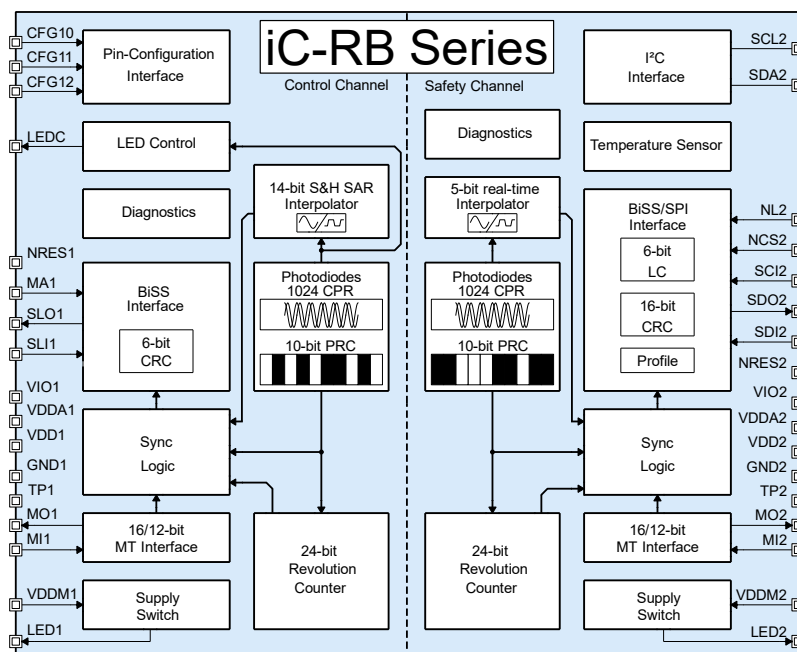 iC-RB Series
Control Channel
Safety Channel
CFG10
CFG11
CFG12
Pin-Configuration
Interface
LEDC
LED Control
Diagnostics
14-bit S&H SAR
Interpolator
NRES1
MA1
SLO1
SLI1
BiSS
Interface
6-bit
CRC
Photodiodes
1024 CPR
10-bit PRC
VIO1
VDDA1
VDD1
GND1
TP1
MO1
MI1
Sync
Logic
16/12-bit
MT Interface
24-bit
Revolution
Counter
VDDM1
LED1
Supply
Switch
I²C
Interface
SCL2
SDA2
Diagnostics
Temperature Sensor
5-bit real-time
Interpolator
BiSS/SPI
Interface
6-bit
LC
16-bit
CRC
Profile
NL2
NCS2
SCI2
SDO2
SDI2
NRES2
Photodiodes
1024 CPR
10-bit PRC
VIO2
VDDA2
VDD2
GND2
TP2
MO2
MI2
Sync
Logic
16/12-bit
MT Interface
24-bit
Revolution
Counter
VDDM2
LED2
Supply
Switch